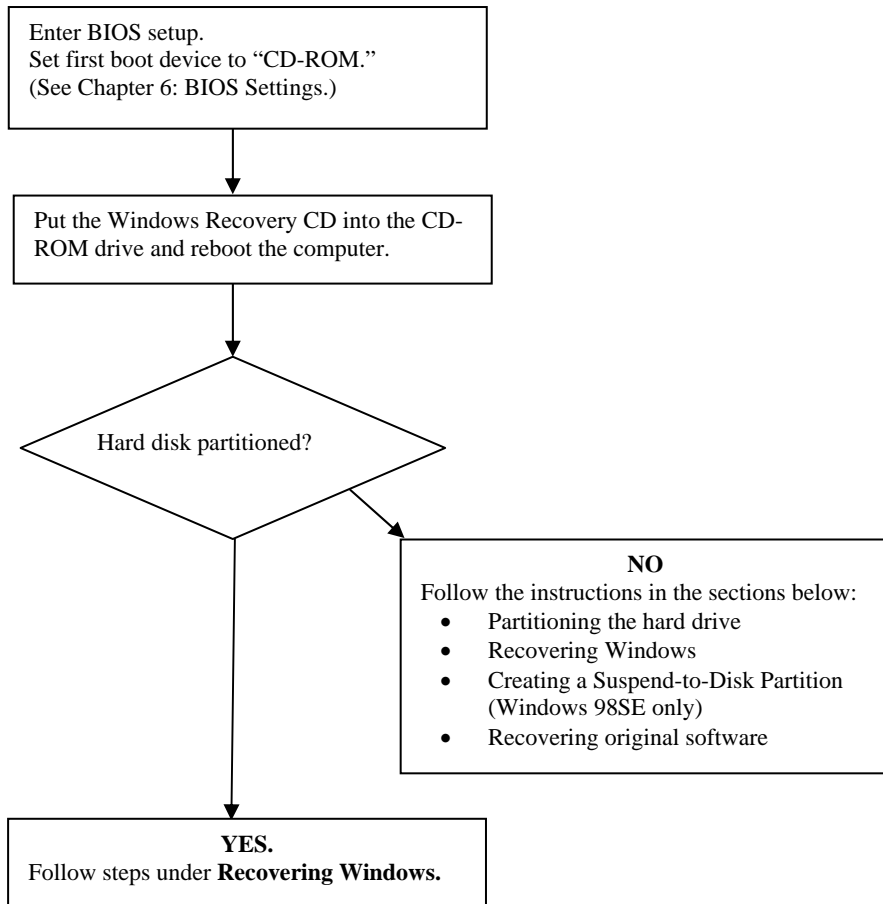 Enter BIOS setup.
Set first boot device to “CD-ROM.”
(See Chapter 6: BIOS Settings.)
Put the Windows Recovery CD into the CD-
ROM drive and reboot the computer.
Hard disk partitioned?
NO
Follow the instructions in the sections below:
• Partitioning the hard drive
• Recovering Windows
• Creating a Suspend-to-Disk Partition
(Windows 98SE only)
• Recovering original software
YES.
Follow steps under Recovering Windows.